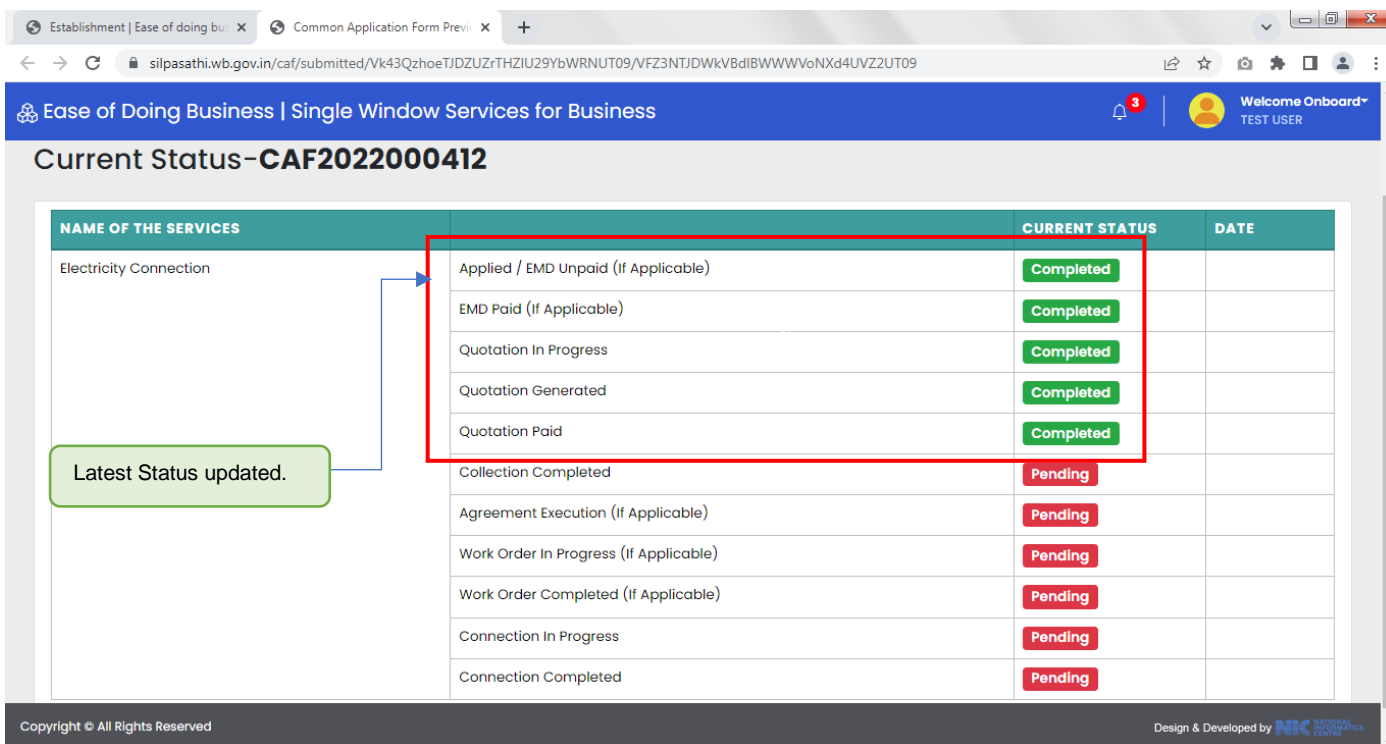 Establishment | Ease of doing bus
Common Application Form Previ
silpasathi.wb.gov.in/caf/submitted/Vk43QzhoeTJDZUZrTHZIU29YbWRNUT09/VFZ3NTJDWkVBdlBWWWVoNXd4UVZ2UT09
Ease of Doing Business | Single Window Services for Business
3
Welcome Onboard
TEST USER
Current Status-CAF2022000412
NAME OF THE SERVICES CURRENT STATUS DATE
Electricity Connection Applied / EMD Unpaid (If Applicable) Completed
EMD Paid (If Applicable) Completed
Quotation In Progress Completed
Quotation Generated Completed
Quotation Paid Completed
Latest Status updated.
Collection Completed Pending
Agreement Execution (If Applicable) Pending
Work Order In Progress (If Applicable) Pending
Work Order Completed (If Applicable) Pending
Connection In Progress Pending
Connection Completed Pending
Copyright © All Rights Reserved
Design & Developed by NIC NATIONAL INFORMATICS CENTRE